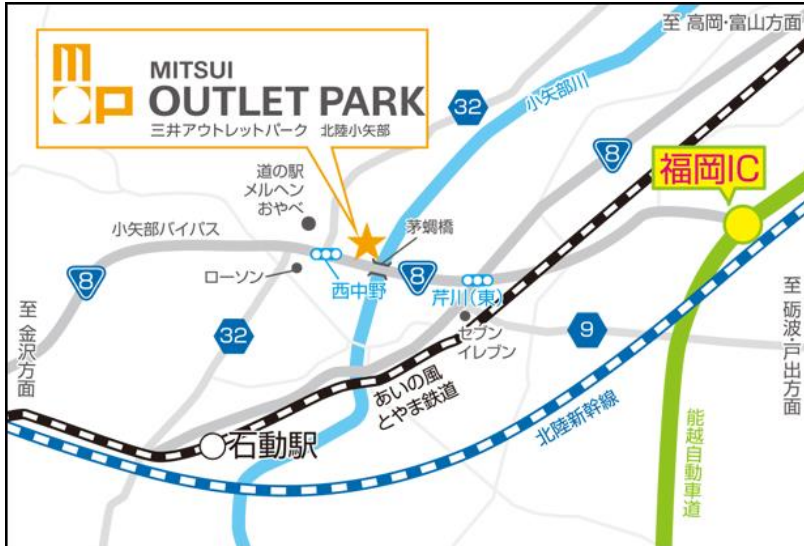 至 高岡・富山方面
mop
MITSUI
OUTLET PARK
三井アウトレットパーク 北陸小矢部
32
小矢部川
8
福岡IC
道の駅
メルヘン
おやべ
小矢部バイパス
茅蜩橋
8
ローソン
西中野
8
芹川(東)
至 金沢方面
32
セブン
イレブン
9
至 砺波・戸出方面
あいの風
とやま鉄道
北陸新幹線
石動駅
能越自動車道